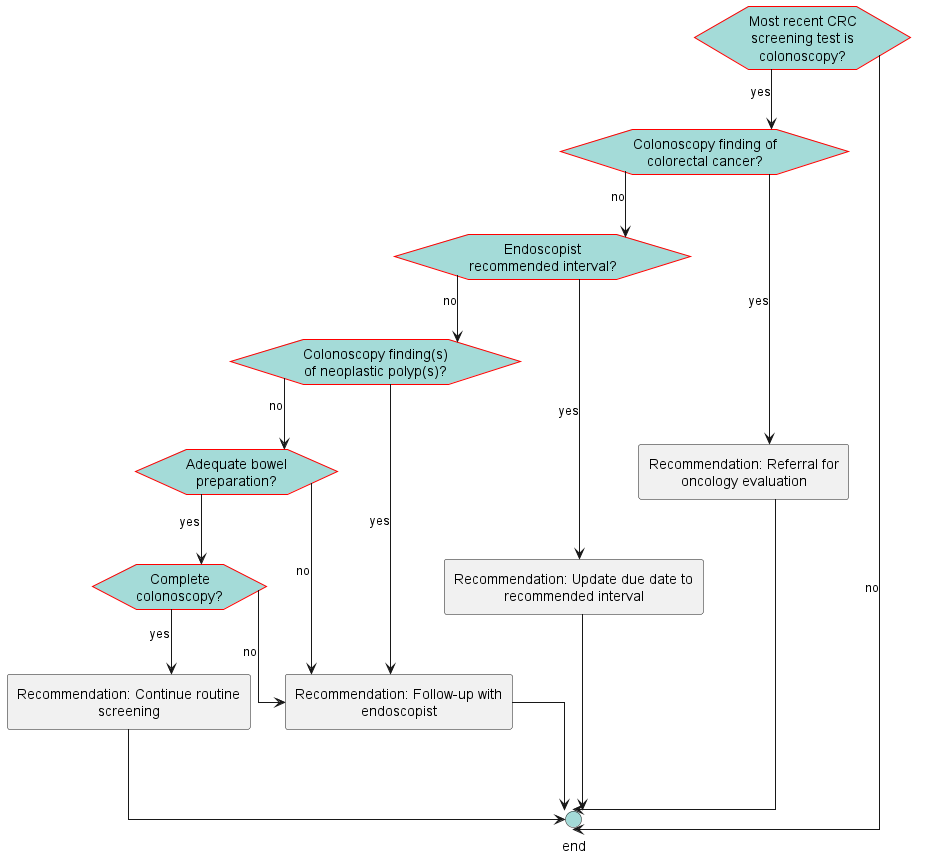 Most recent CRC
screening test is
colonoscopy?
yes
Colonoscopy finding of
colorectal cancer?
no
Endoscopist
recommended interval?
no
yes
Colonoscopy finding(s)
of neoplastic polyp(s)?
no
yes
Adequate bowel
preparation?
Recommendation: Referral for
oncology evaluation
yes
yes
no
Complete
colonoscopy?
Recommendation: Update due date to
recommended interval
no
yes
no
Recommendation: Continue routine
screening
Recommendation: Follow-up with
endoscopist
end